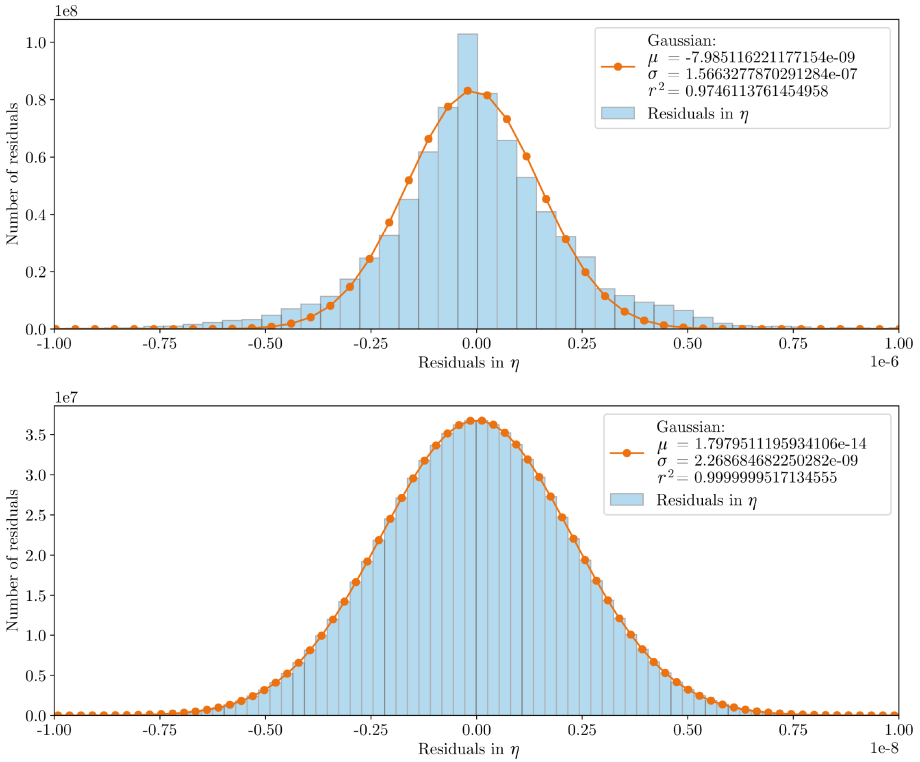 1e8
Number of residuals
1.0
0.8
0.6
0.4
0.2
0.0
Gaussian:
μ = -7.985116221177154e-09
σ = 1.5663277870291284e-07
r² = 0.9746113761454958
Residuals in η
-1.00 -0.75 -0.50 -0.25 0.00 0.25 0.50 0.75 1.00
Residuals in η
1e-6
1e7
Number of residuals
3.5
3.0
2.5
2.0
1.5
1.0
0.5
0.0
Gaussian:
μ = 1.7979511195934106e-14
σ = 2.268684682250282e-09
r² = 0.9999999517134555
Residuals in η
-1.00 -0.75 -0.50 -0.25 0.00 0.25 0.50 0.75 1.00
Residuals in η
1e-8